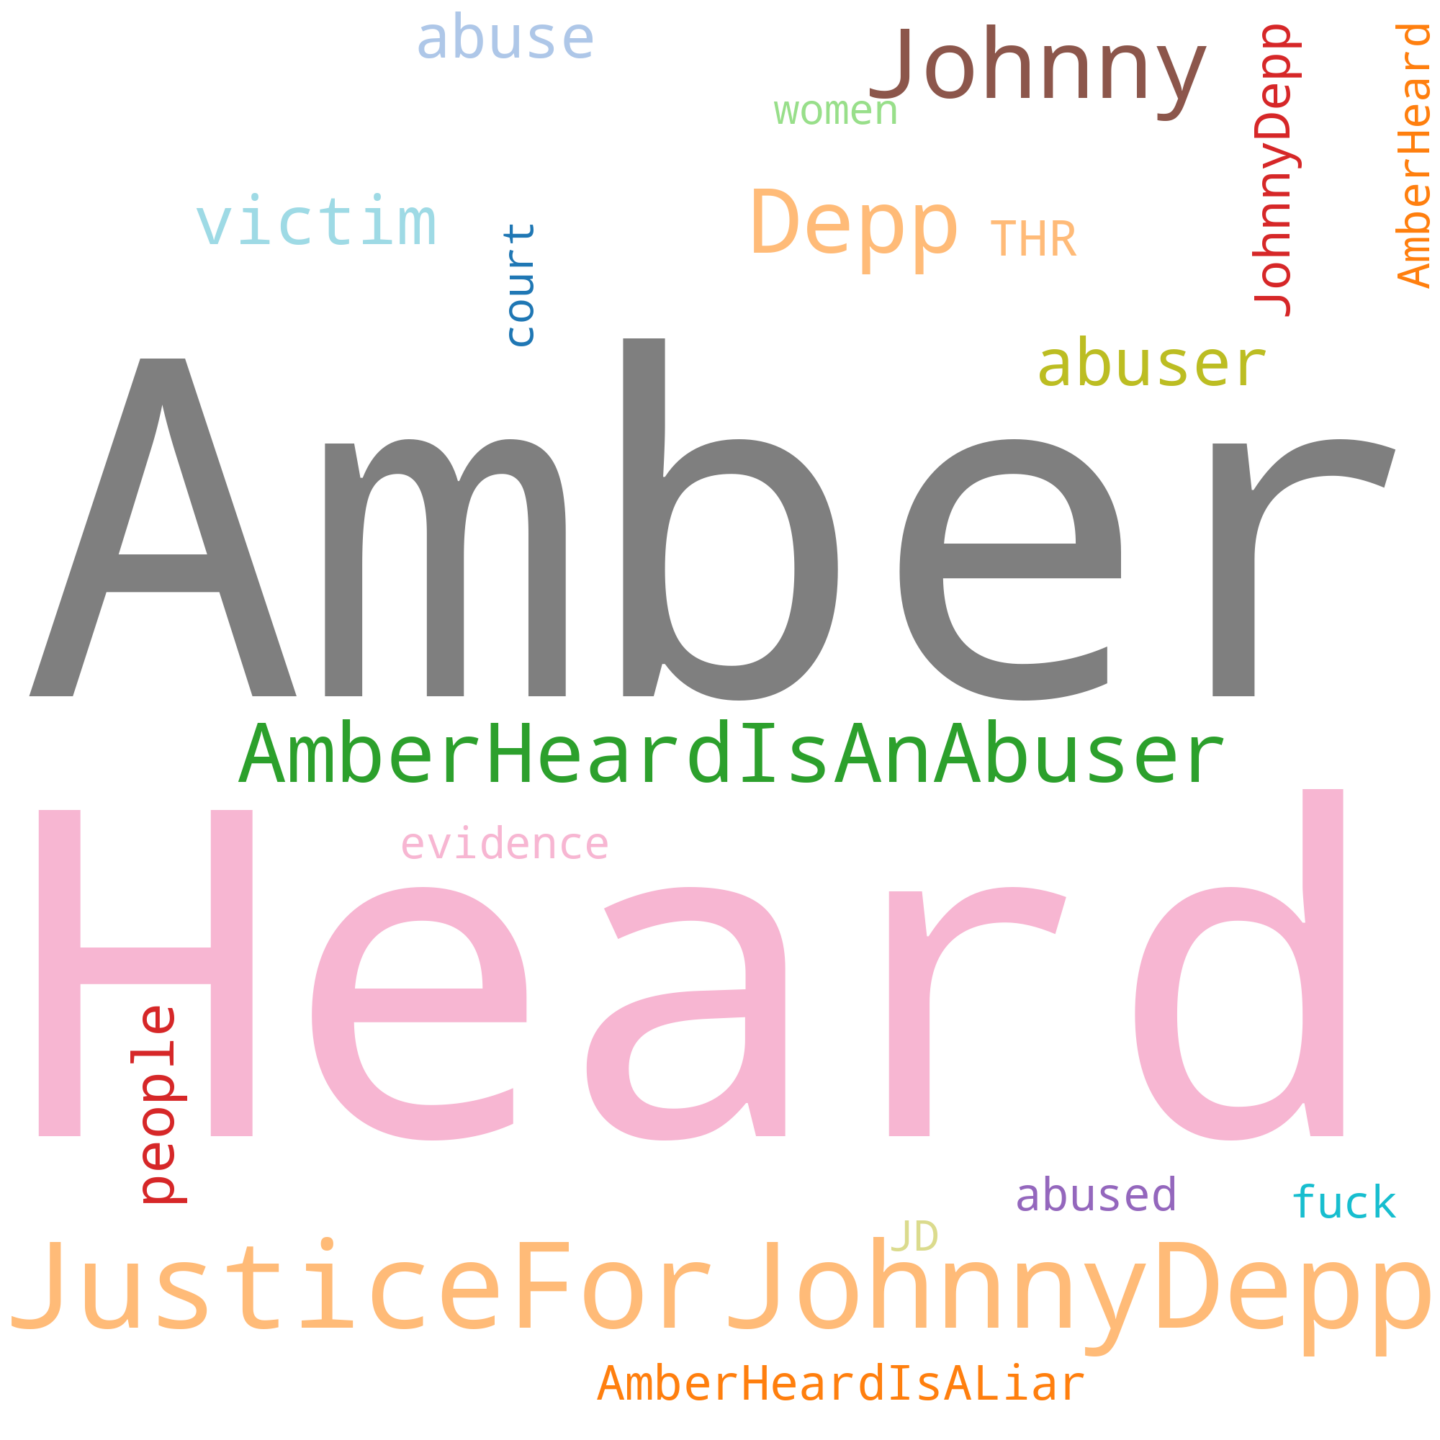 abuse
Johnny
JohnnyDepp
AmberHeard
women
victim
court
Depp
THR
abuser
Amber
AmberHeardIsAnAbuser
Heard
evidence
people
abused
fuck
JD
JusticeForJohnnyDepp
AmberHeardIsALiar